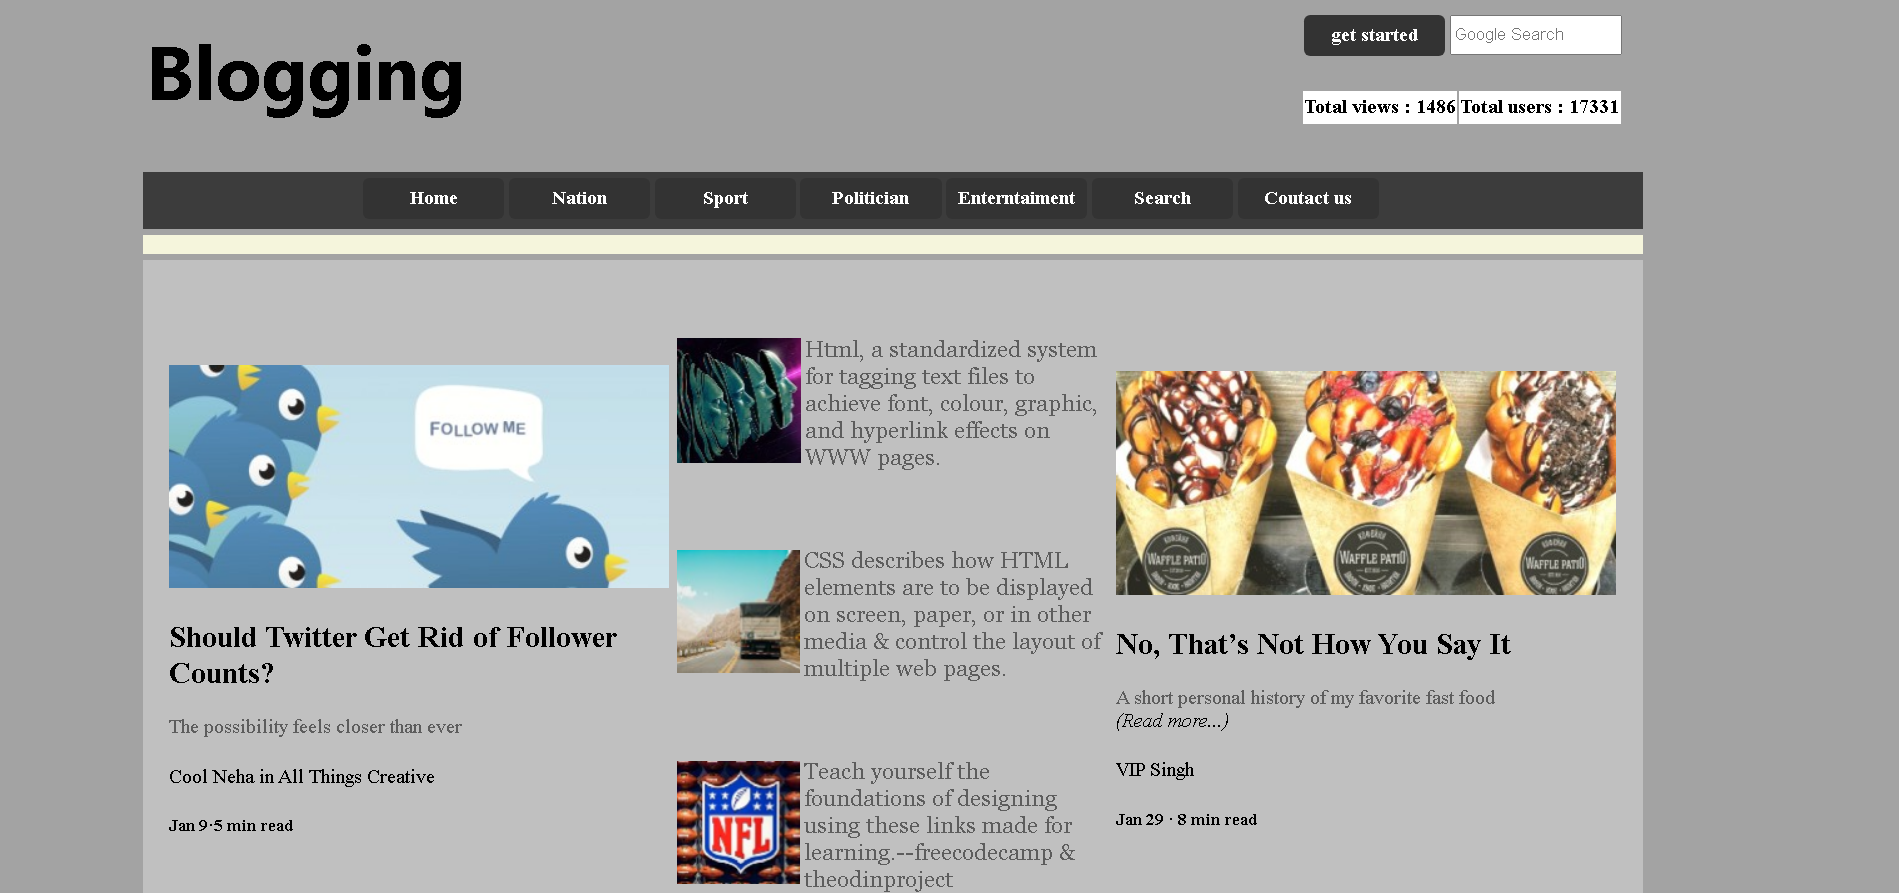 Blogging
get started
Google Search
Total views : 1486
Total users : 17331
Home
Nation
Sport
Politician
Enterntaiment
Search
Coutact us
FOLLOW ME
Should Twitter Get Rid of Follower
Counts?
The possibility feels closer than ever
Cool Neha in All Things Creative
Jan 9·5 min read
Html, a standardized system
for tagging text files to
achieve font, colour, graphic,
and hyperlink effects on
WWW pages.
CSS describes how HTML
elements are to be displayed
on screen, paper, or in other
media & control the layout of
multiple web pages.
NFL
Teach yourself the
foundations of designing
using these links made for
learning.--freecodecamp &
theodinproject
WAFFLE PATIO
WAFFLE PATIO
WAFFLE PATIO
No, That’s Not How You Say It
A short personal history of my favorite fast food
(Read more...)
VIP Singh
Jan 29 · 8 min read